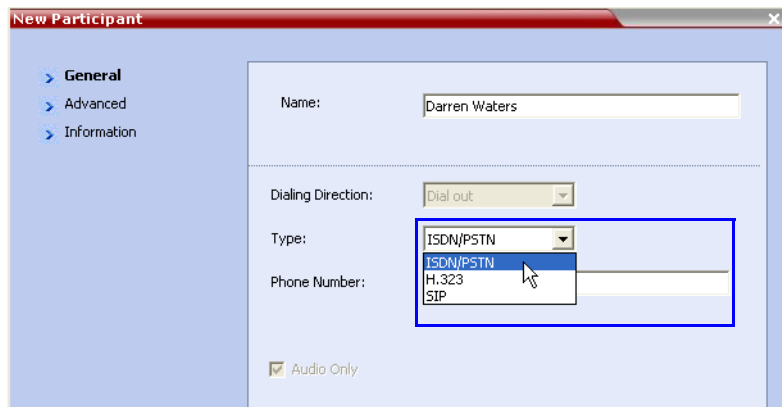 New Participant
General
Advanced
Information
Name: Darren Waters
Dialing Direction: Dial out
Type: ISDN/PSTN
ISDN/PSTN
H.323
SIP
Phone Number:
Audio Only